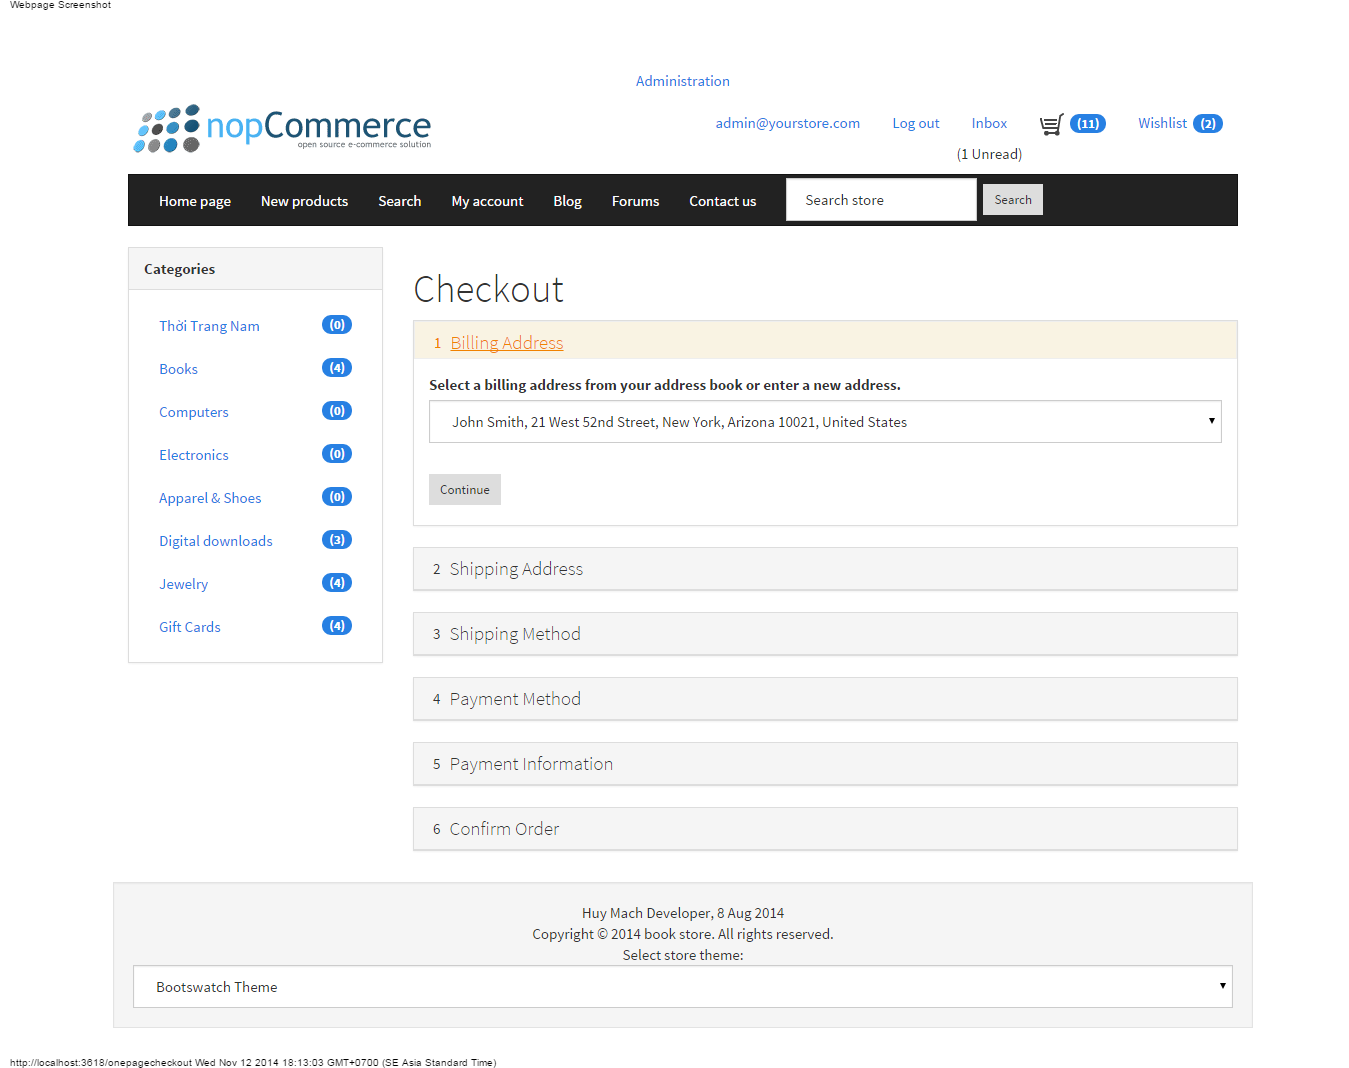 Webpage Screenshot
Administration
nopCommerce
open source e-commerce solution
admin@yourstore.com Log out Inbox (11) Wishlist (2)
(1 Unread)
Home page New products Search My account Blog Forums Contact us Search store Search
Categories
Thời Trang Nam (0)
Books (4)
Computers (0)
Electronics (0)
Apparel & Shoes (0)
Digital downloads (3)
Jewelry (4)
Gift Cards (4)
Checkout
1 Billing Address
Select a billing address from your address book or enter a new address.
John Smith, 21 West 52nd Street, New York, Arizona 10021, United States
Continue
2 Shipping Address
3 Shipping Method
4 Payment Method
5 Payment Information
6 Confirm Order
Huy Mach Developer, 8 Aug 2014
Copyright © 2014 book store. All rights reserved.
Select store theme:
Bootswatch Theme
http://localhost:3618/onepagecheckout Wed Nov 12 2014 18:13:03 GMT+0700 (SE Asia Standard Time)